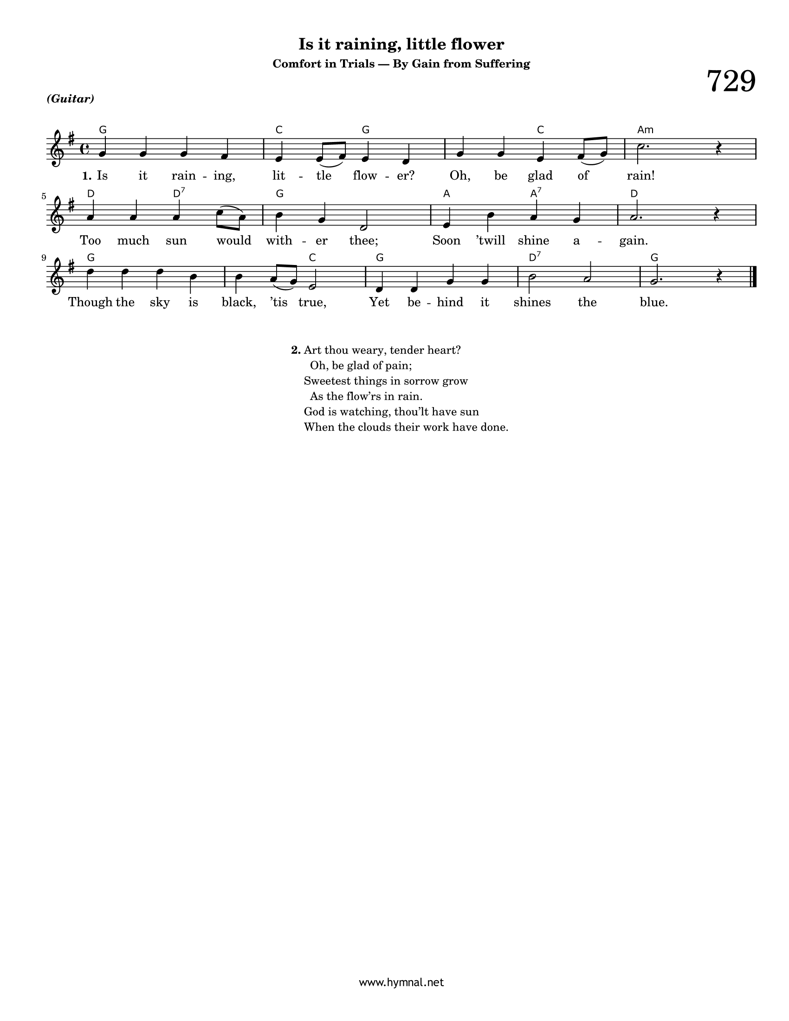 Is it raining, little flower
Comfort in Trials — By Gain from Suffering
729
(Guitar)
G C G C Am
1. Is it rain - ing, lit - tle flow - er? Oh, be glad of rain!
5
D D7 G A A7 D
Too much sun would with - er thee; Soon ’twill shine a - gain.
9
G C G D7 G
Though the sky is black, ’tis true, Yet be - hind it shines the blue.
2. Art thou weary, tender heart?
Oh, be glad of pain;
Sweetest things in sorrow grow
As the flow’rs in rain.
God is watching, thou’lt have sun
When the clouds their work have done.
www.hymnal.net